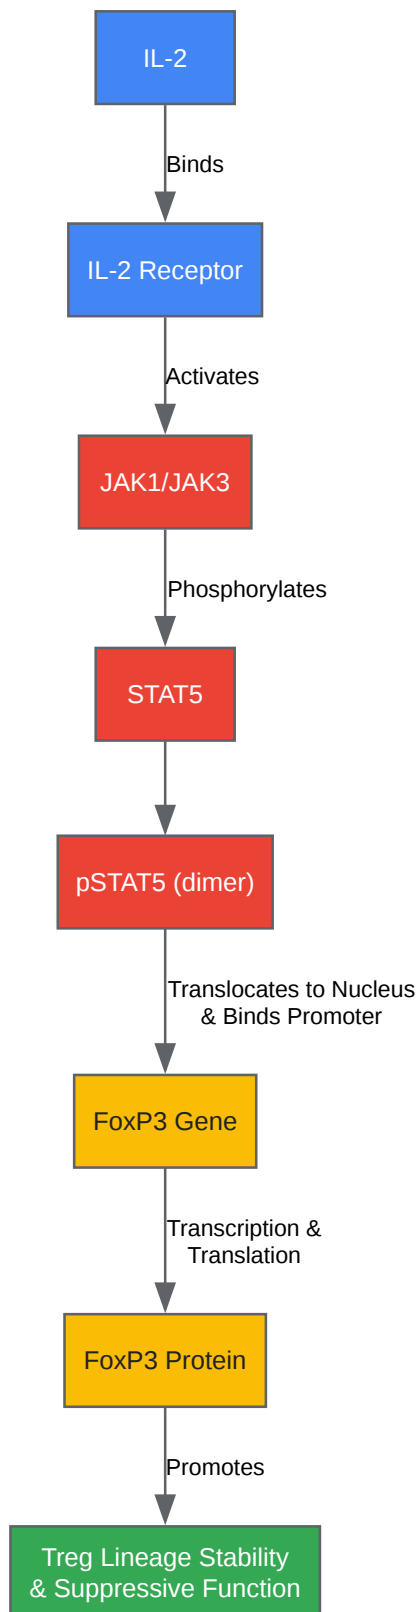 IL-2
Binds
IL-2 Receptor
Activates
JAK1/JAK3
Phosphorylates
STAT5
pSTAT5 (dimer)
Translocates to Nucleus
& Binds Promoter
FoxP3 Gene
Transcription &
Translation
FoxP3 Protein
Promotes
Treg Lineage Stability
& Suppressive Function